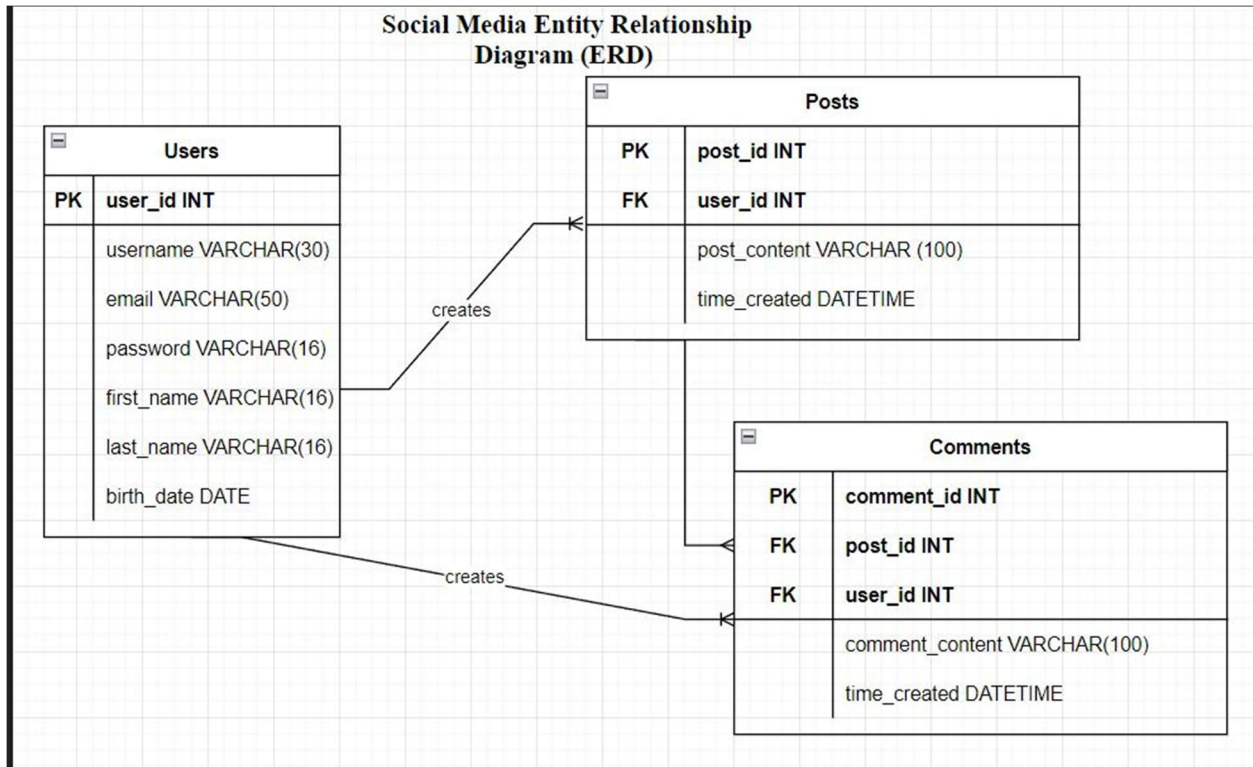 Social Media Entity Relationship
Diagram (ERD)
Users
PK user_id INT
username VARCHAR(30)
email VARCHAR(50)
password VARCHAR(16)
first_name VARCHAR(16)
last_name VARCHAR(16)
birth_date DATE
creates
creates
Posts
PK post_id INT
FK user_id INT
post_content VARCHAR (100)
time_created DATETIME
Comments
PK comment_id INT
FK post_id INT
FK user_id INT
comment_content VARCHAR(100)
time_created DATETIME